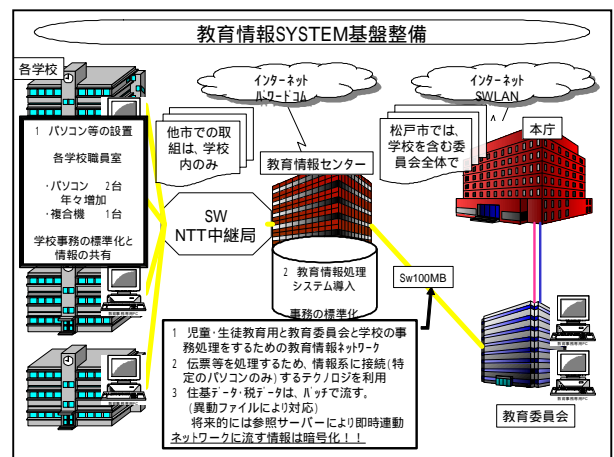 教育情報SYSTEM基盤整備
各学校
インターネット
パワードコム
インターネット
SWLAN
他市での取
組は、学校
内のみ
松戸市では、
学校を含む委
員会全体で
本庁
教育情報センター
1 パソコン等の設置
各学校職員室
・パソコン 2台
年々増加
・複合機 1台
学校事務の標準化と
情報の共有
SW
NTT中継局
2 教育情報処理
システム導入
事務の標準化
Sw100MB
1 児童・生徒教育用と教育委員会と学校の事
務処理をするための教育情報ネットワーク
2 伝票等を処理するため、情報系に接続(特
定のパソコンのみ)するテクノロジを利用
3 住基データ・税データは、バッチで流す。
(異動ファイルにより対応)
将来的には参照サーバーにより即時連動
ネットワークに流す情報は暗号化!!
教育委員会